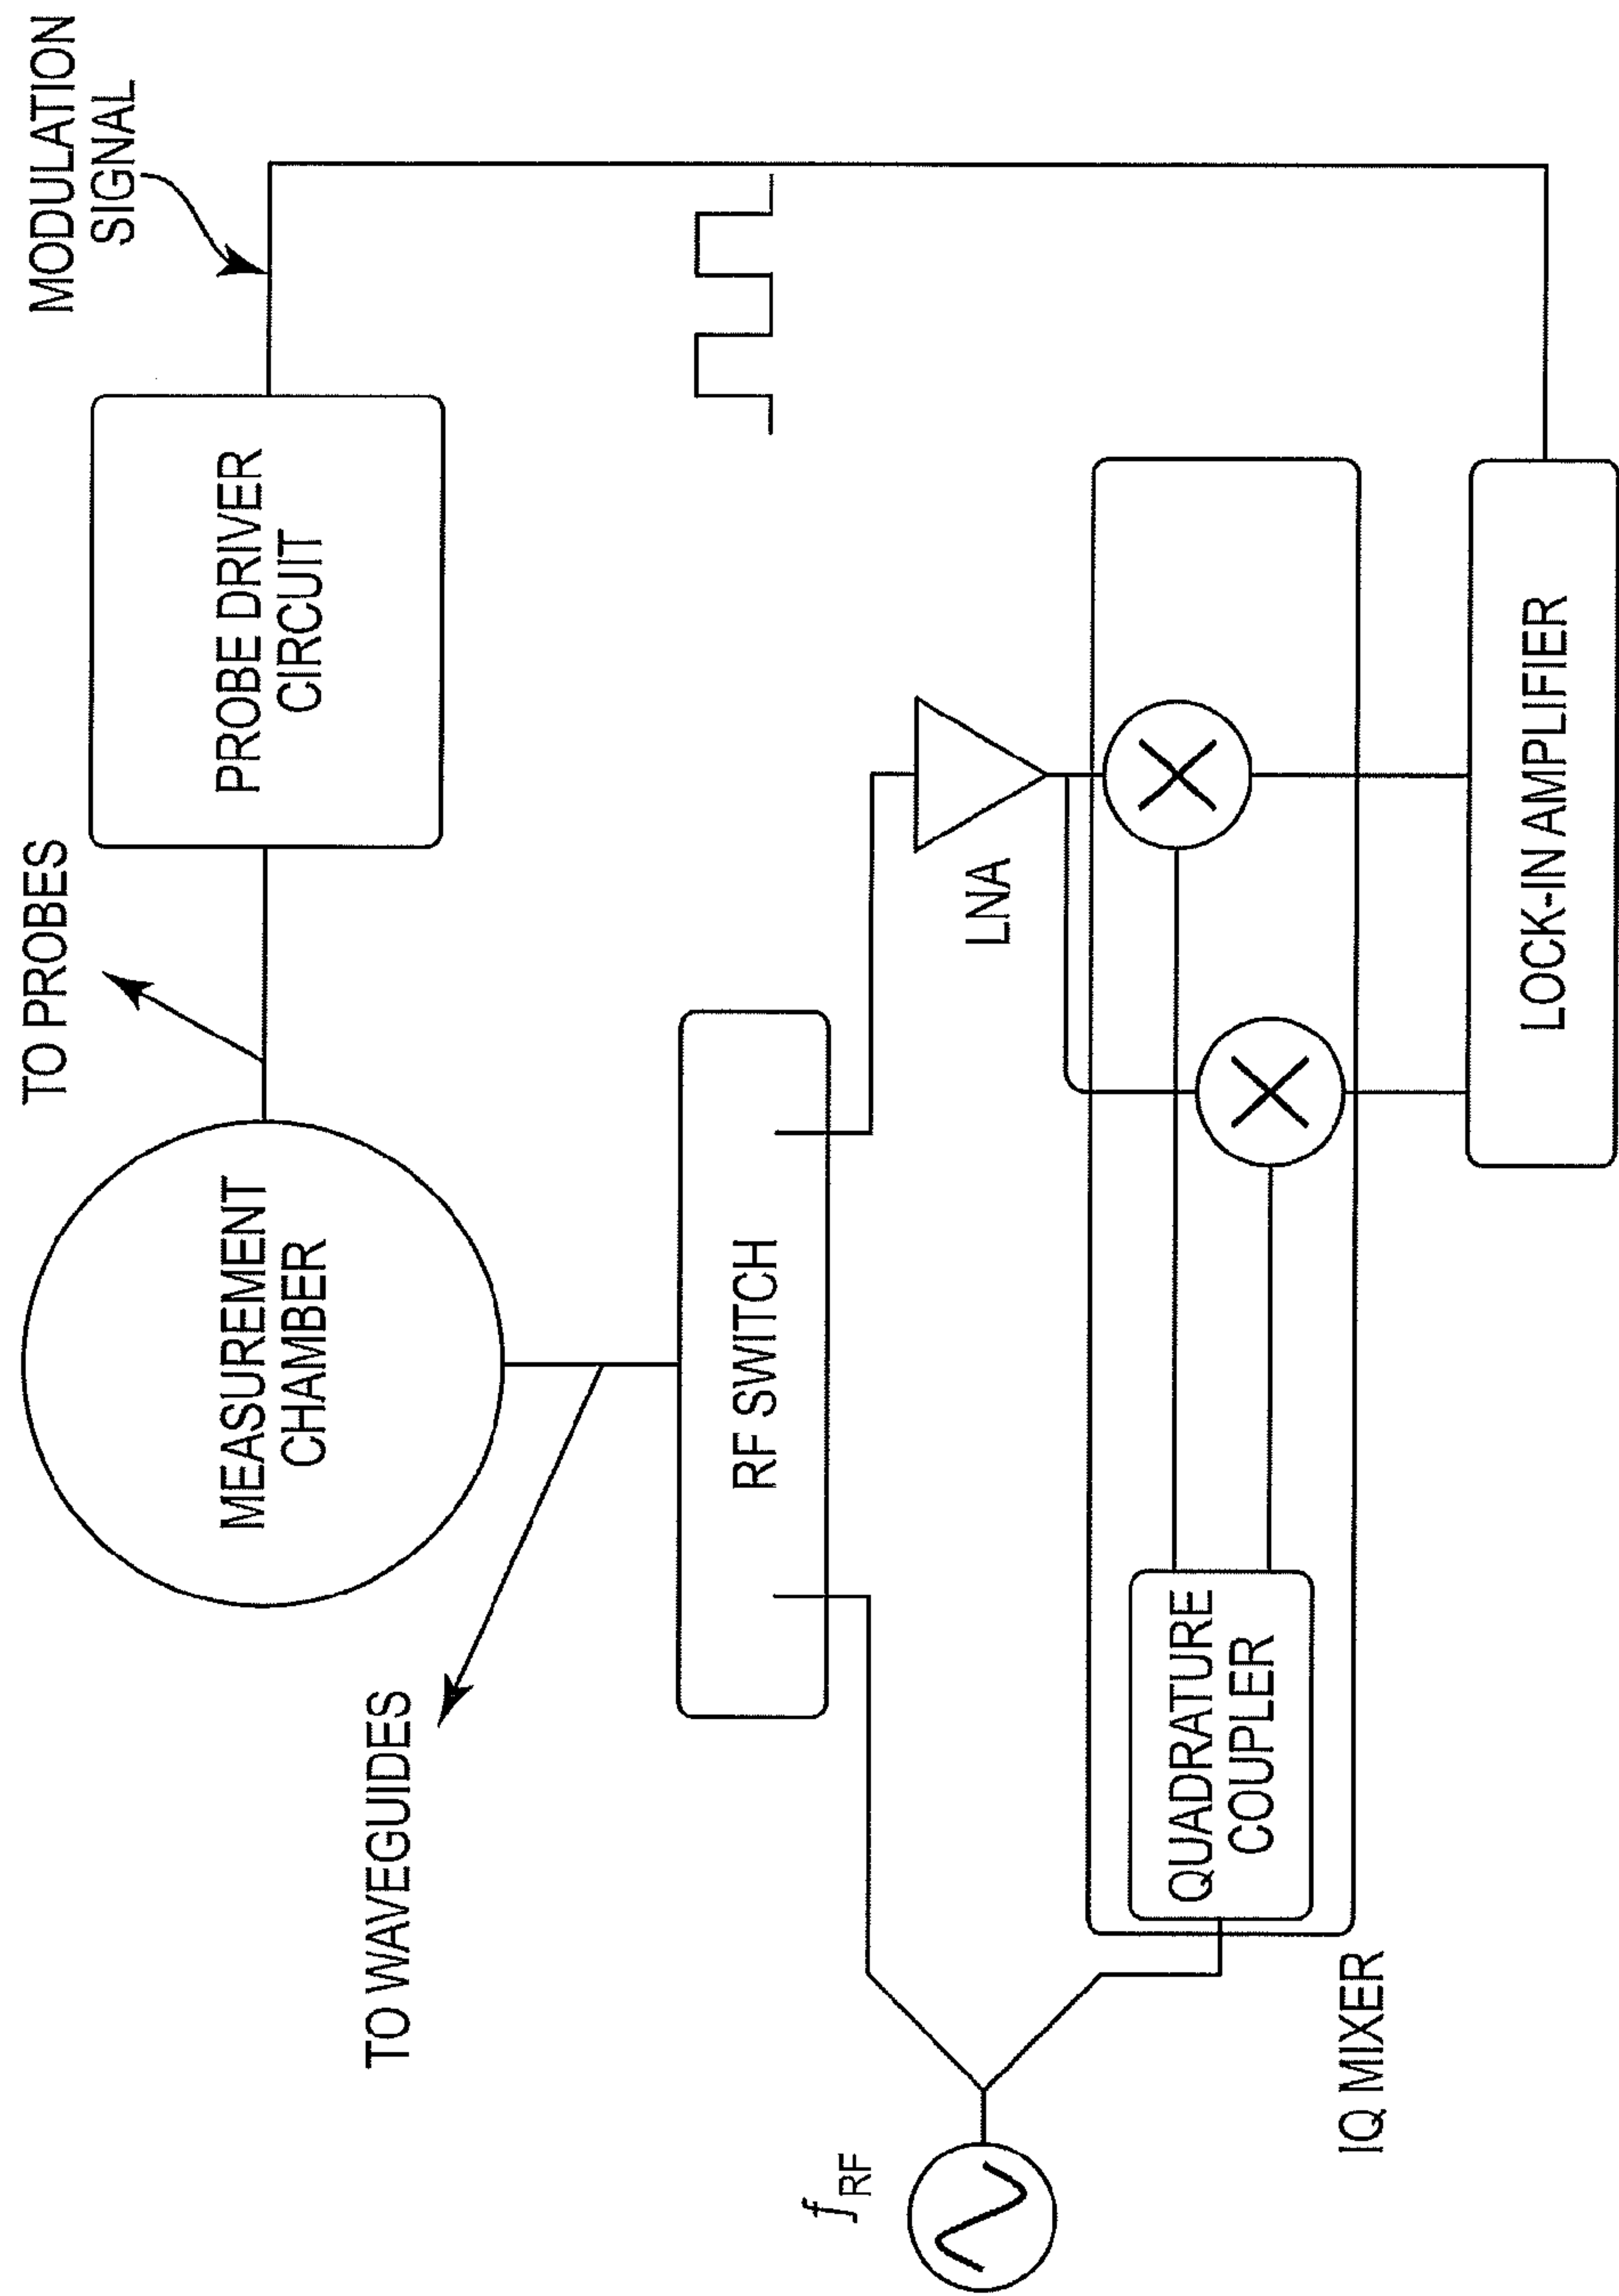 MODULATION
SIGNAL
TO PROBES
PROBE DRIVER
CIRCUIT
MEASUREMENT
CHAMBER
TO WAVEGUIDES
RF SWITCH
LNA
fRF
QUADRATURE
COUPLER
IQ MIXER
LOCK-IN AMPLIFIER